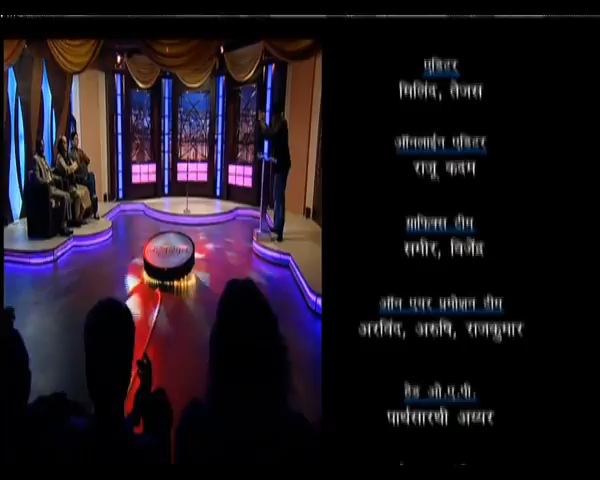 एडिटर
मिलिंद, तेजस
ऑनलाईन एडिटर
राजू कदम
ग्राफिक्स टीम
समीर, विजेंद्र
ऑन एयर प्रमोशन टीम
अरविंद, अरुषि, राजकुमार
हेड ओ.ए.पी.
पार्थसारथी अय्यर